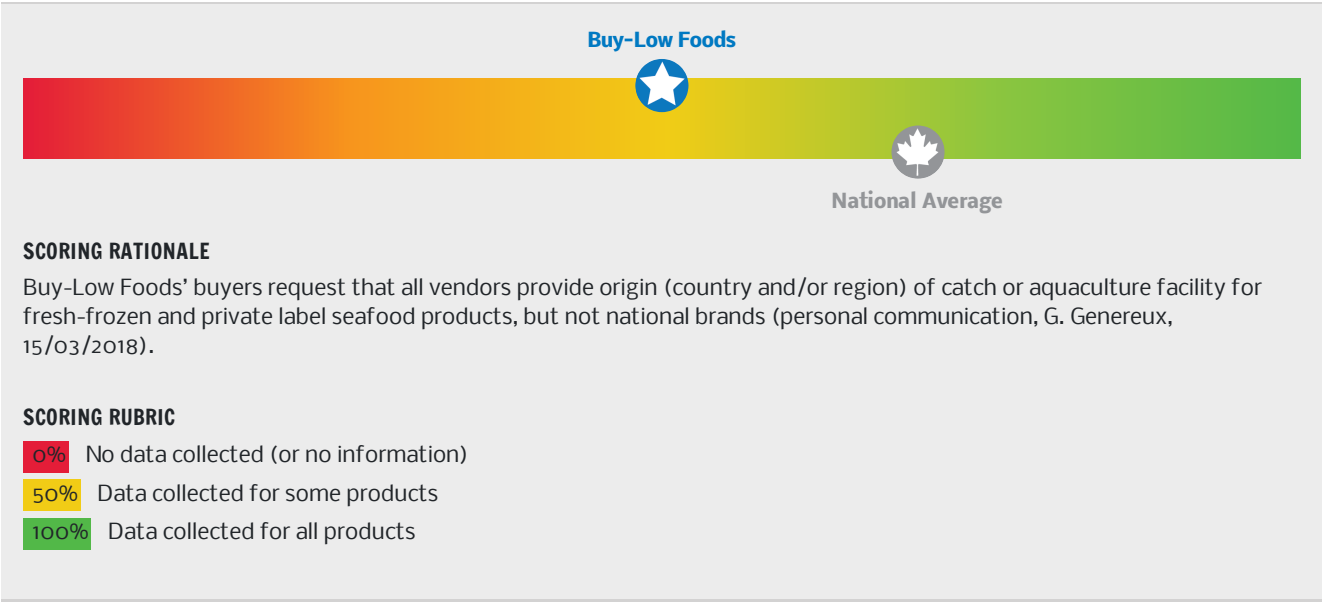 Buy-Low Foods
National Average
SCORING RATIONALE
Buy-Low Foods’ buyers request that all vendors provide origin (country and/or region) of catch or aquaculture facility for
fresh-frozen and private label seafood products, but not national brands (personal communication, G. Genereux,
15/03/2018).
SCORING RUBRIC
0% No data collected (or no information)
50% Data collected for some products
100% Data collected for all products